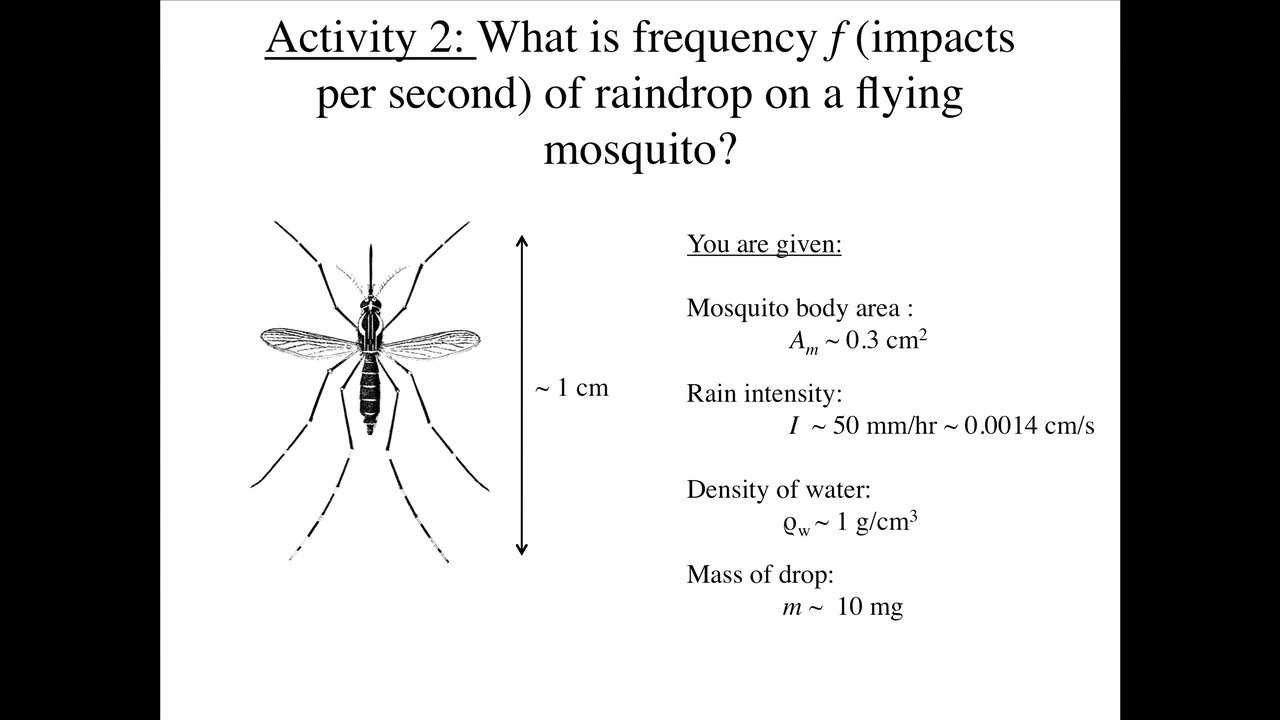 Activity 2: What is frequency f (impacts
per second) of raindrop on a flying
mosquito?
~ 1 cm
You are given:
Mosquito body area :
Aₘ ~ 0.3 cm²
Rain intensity:
I ~ 50 mm/hr ~ 0.0014 cm/s
Density of water:
ϱw ~ 1 g/cm³
Mass of drop:
m ~ 10 mg